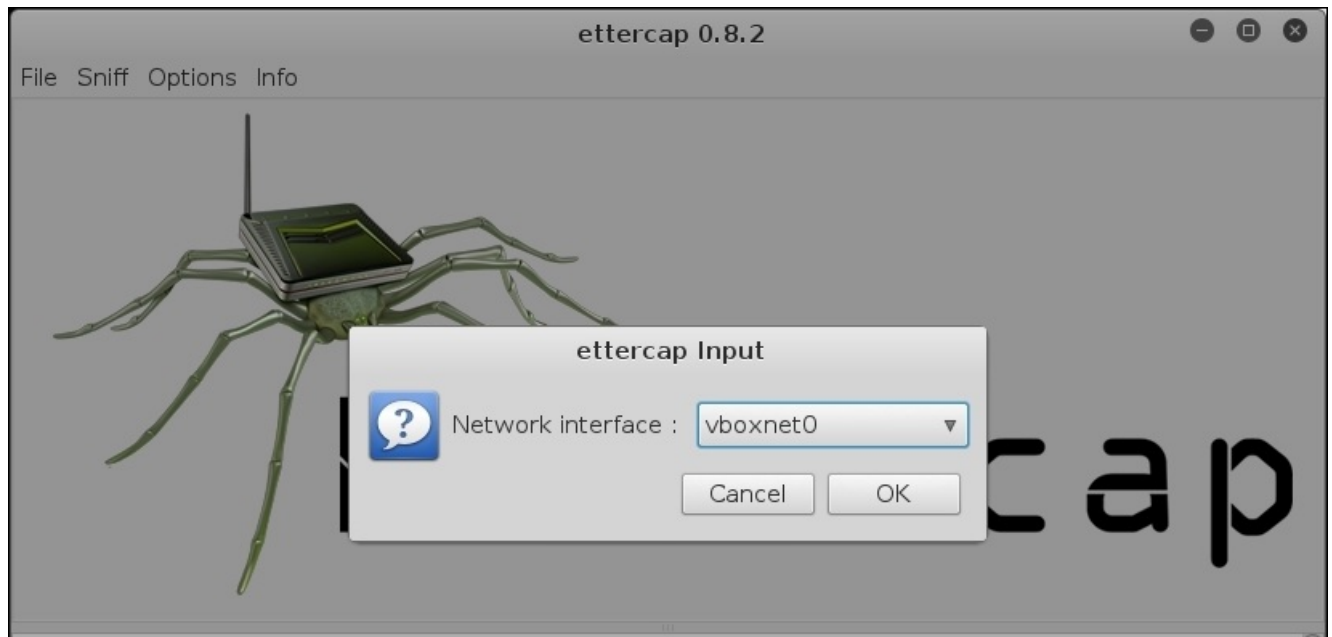 ettercap 0.8.2
File Sniff Options Info
ettercap Input
Network interface : vboxnet0
Cancel OK
cap